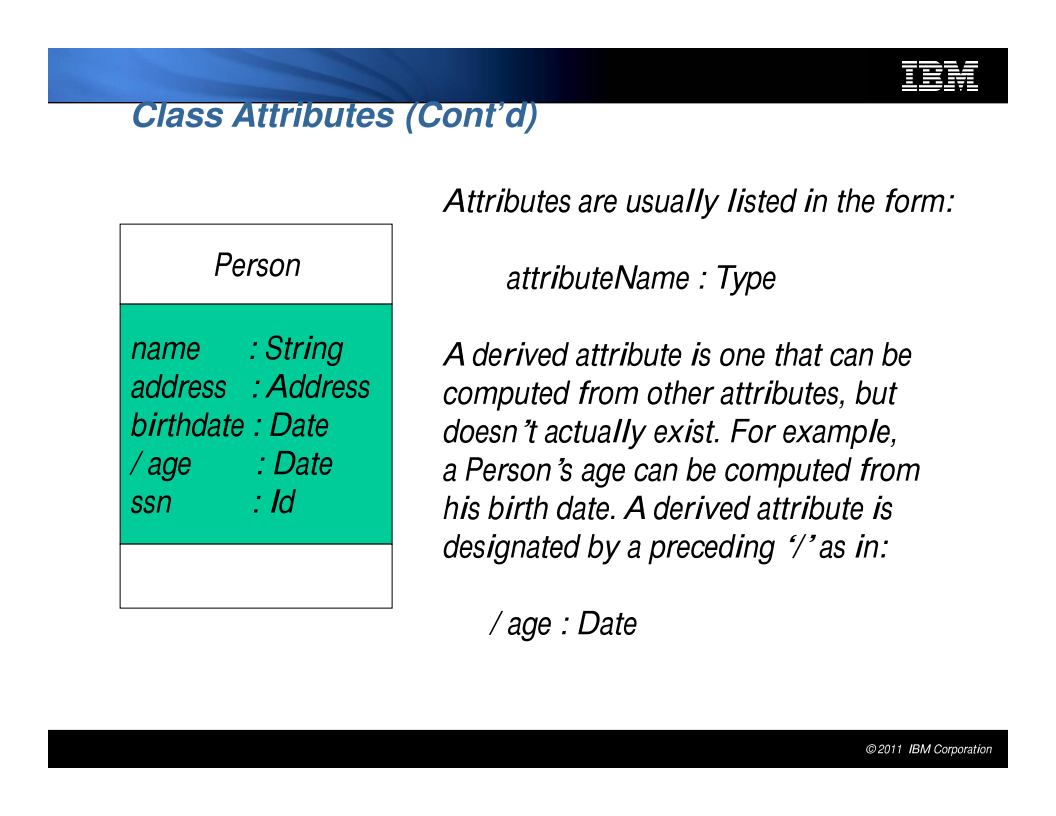 IBM
Class Attributes (Cont’d)
Person
name : String
address : Address
birthdate : Date
/ age : Date
ssn : Id
Attributes are usually listed in the form:
attributeName : Type
A derived attribute is one that can be
computed from other attributes, but
doesn’t actually exist. For example,
a Person’s age can be computed from
his birth date. A derived attribute is
designated by a preceding ‘/’ as in:
/ age : Date
© 2011 IBM Corporation